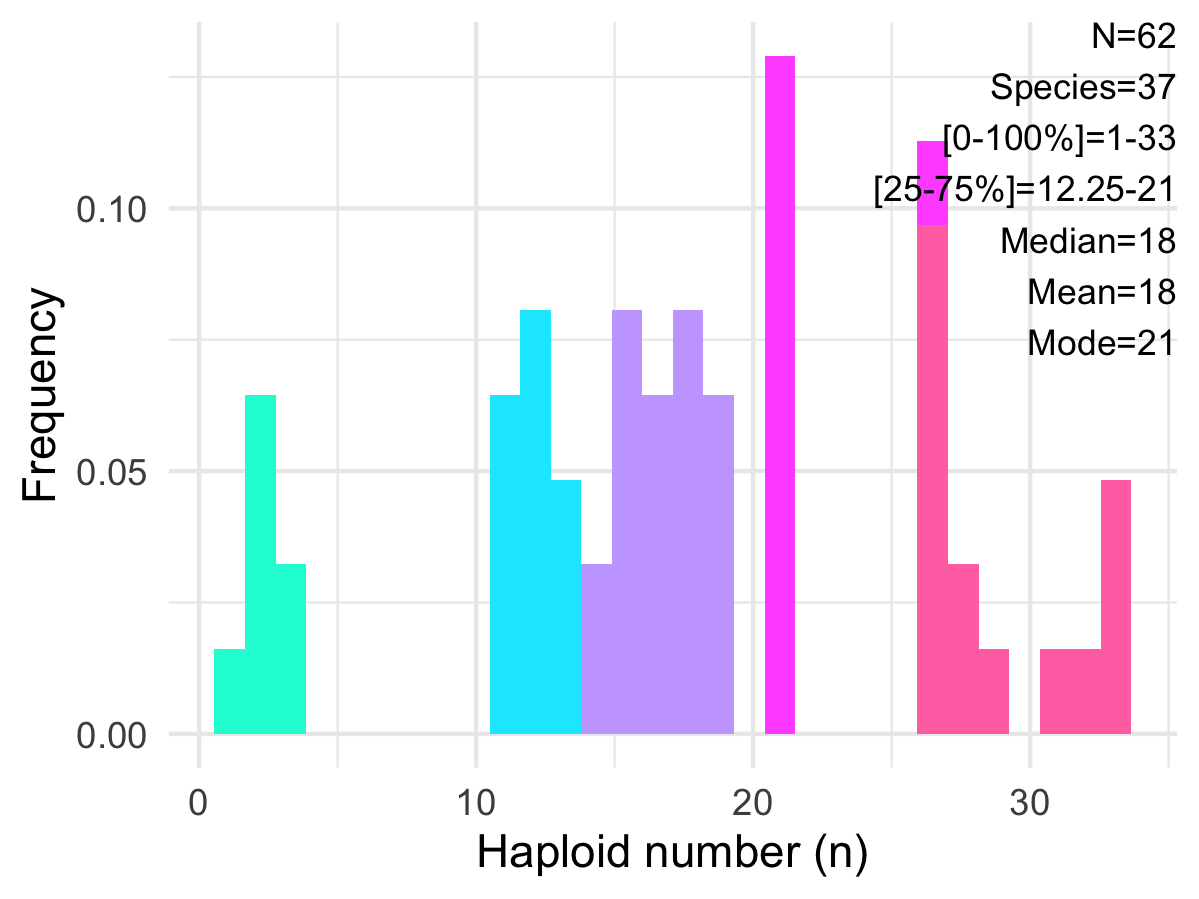 N=62
Species=37
[0-100%]=1-33
[25-75%]=12.25-21
Median=18
Mean=18
Mode=21
Frequency
0.10
0.05
0.00
0 10 20 30
Haploid number (n)